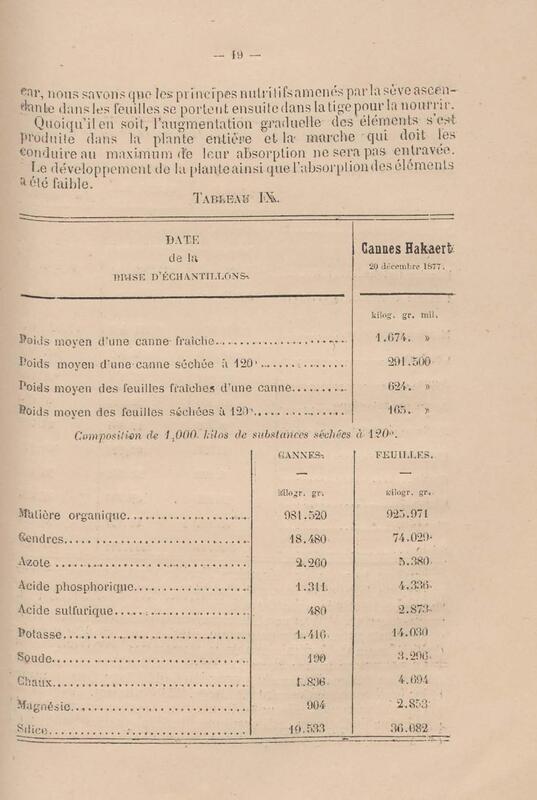 — 19 —
car, nous savons que les principes nutritifs amenés par la sève ascen-
dante dans les feuilles se portent ensuite dans la tige pour la nourrir.
Quoiqu'il en soit, l'augmentation graduelle des éléments s'est
produite dans la plante entière et la marche qui doit les
conduire au maximum de leur absorption ne sera pas entravée.
Le développement de la plante ainsi que l'absorption des éléments
a été faible.
TABLEAU IX.
DATE
de la
PRISE D'ÉCHANTILLONS.
Cannes Hakaert
20 décembre 1877.
kilog. gr. mil.
Poids moyen d'une canne fraîche 1.674. »
Poids moyen d'une canne séchée à 120° 291.500
Poids moyen des feuilles fraîches d'une canne 624. »
Poids moyen des feuilles séchées à 120° 165. »
Composition de 1,000 kilos de substances séchées à 120°.
CANNES. FEUILLES.
kilogr. gr. kilogr. gr.
Matière organique 981.520 925.971
Cendres 18.480 74.029
Azote 2.260 5.380
Acide phosphorique 1.311 4.336
Acide sulfurique 480 2.873
Potasse 1.416 14.030
Soude 190 3.296
Chaux 1.896 4.694
Magnésie 904 2.853
Silice 10.533 36.082